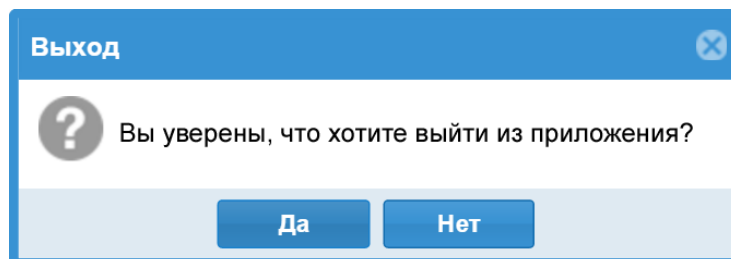 Выход
Вы уверены, что хотите выйти из приложения?
Да
Нет